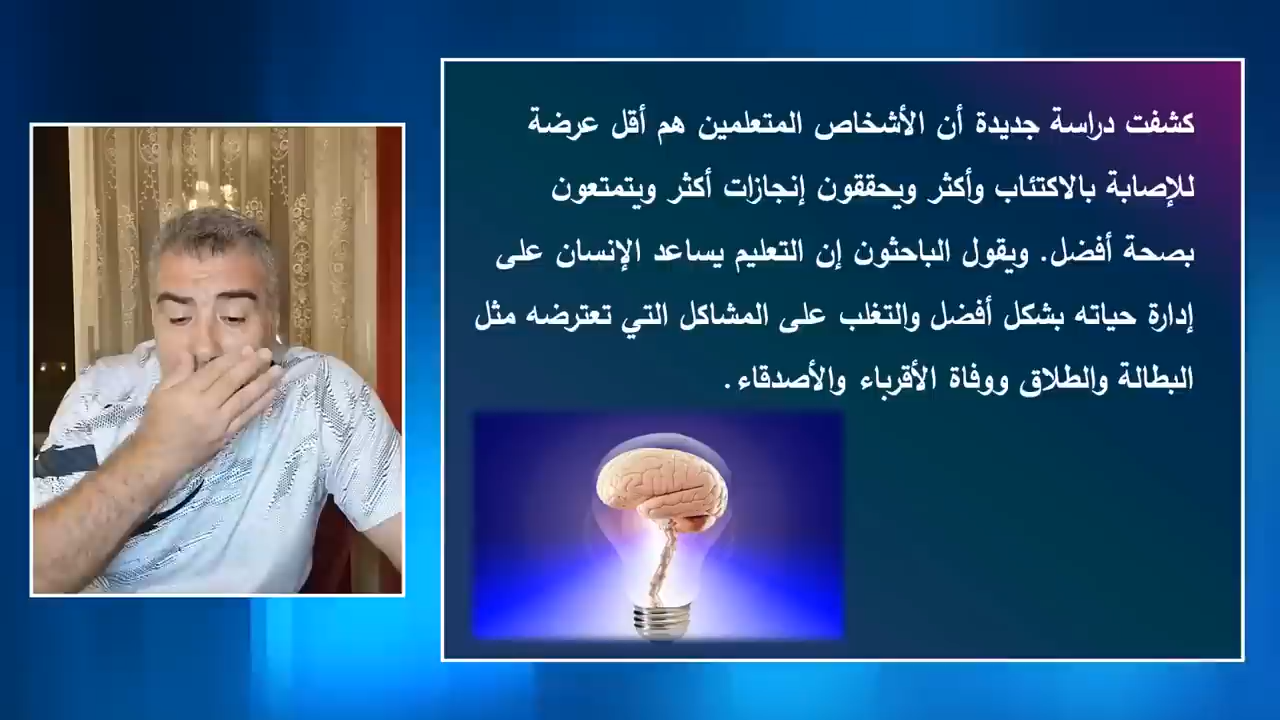 كشفت دراسة جديدة أن الأشخاص المتعلمين هم أقل عرضة
للإصابة بالاكتئاب وأكثر ويحققون إنجازات أكثر ويتمتعون
بصحة أفضل. ويقول الباحثون إن التعليم يساعد الإنسان على
إدارة حياته بشكل أفضل والتغلب على المشاكل التي تعترضه مثل
البطالة والطلاق ووفاة الأقرباء والأصدقاء.